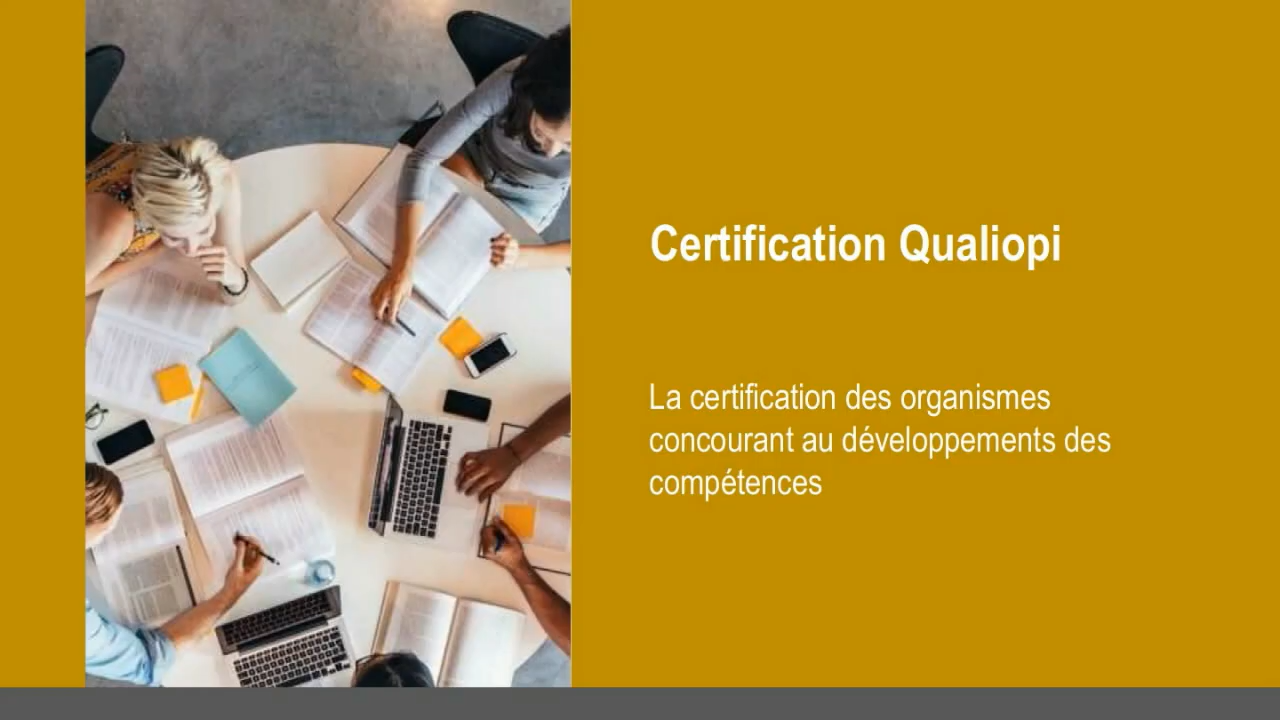 Certification Qualiopi
La certification des organismes
concourant au développements des
compétences